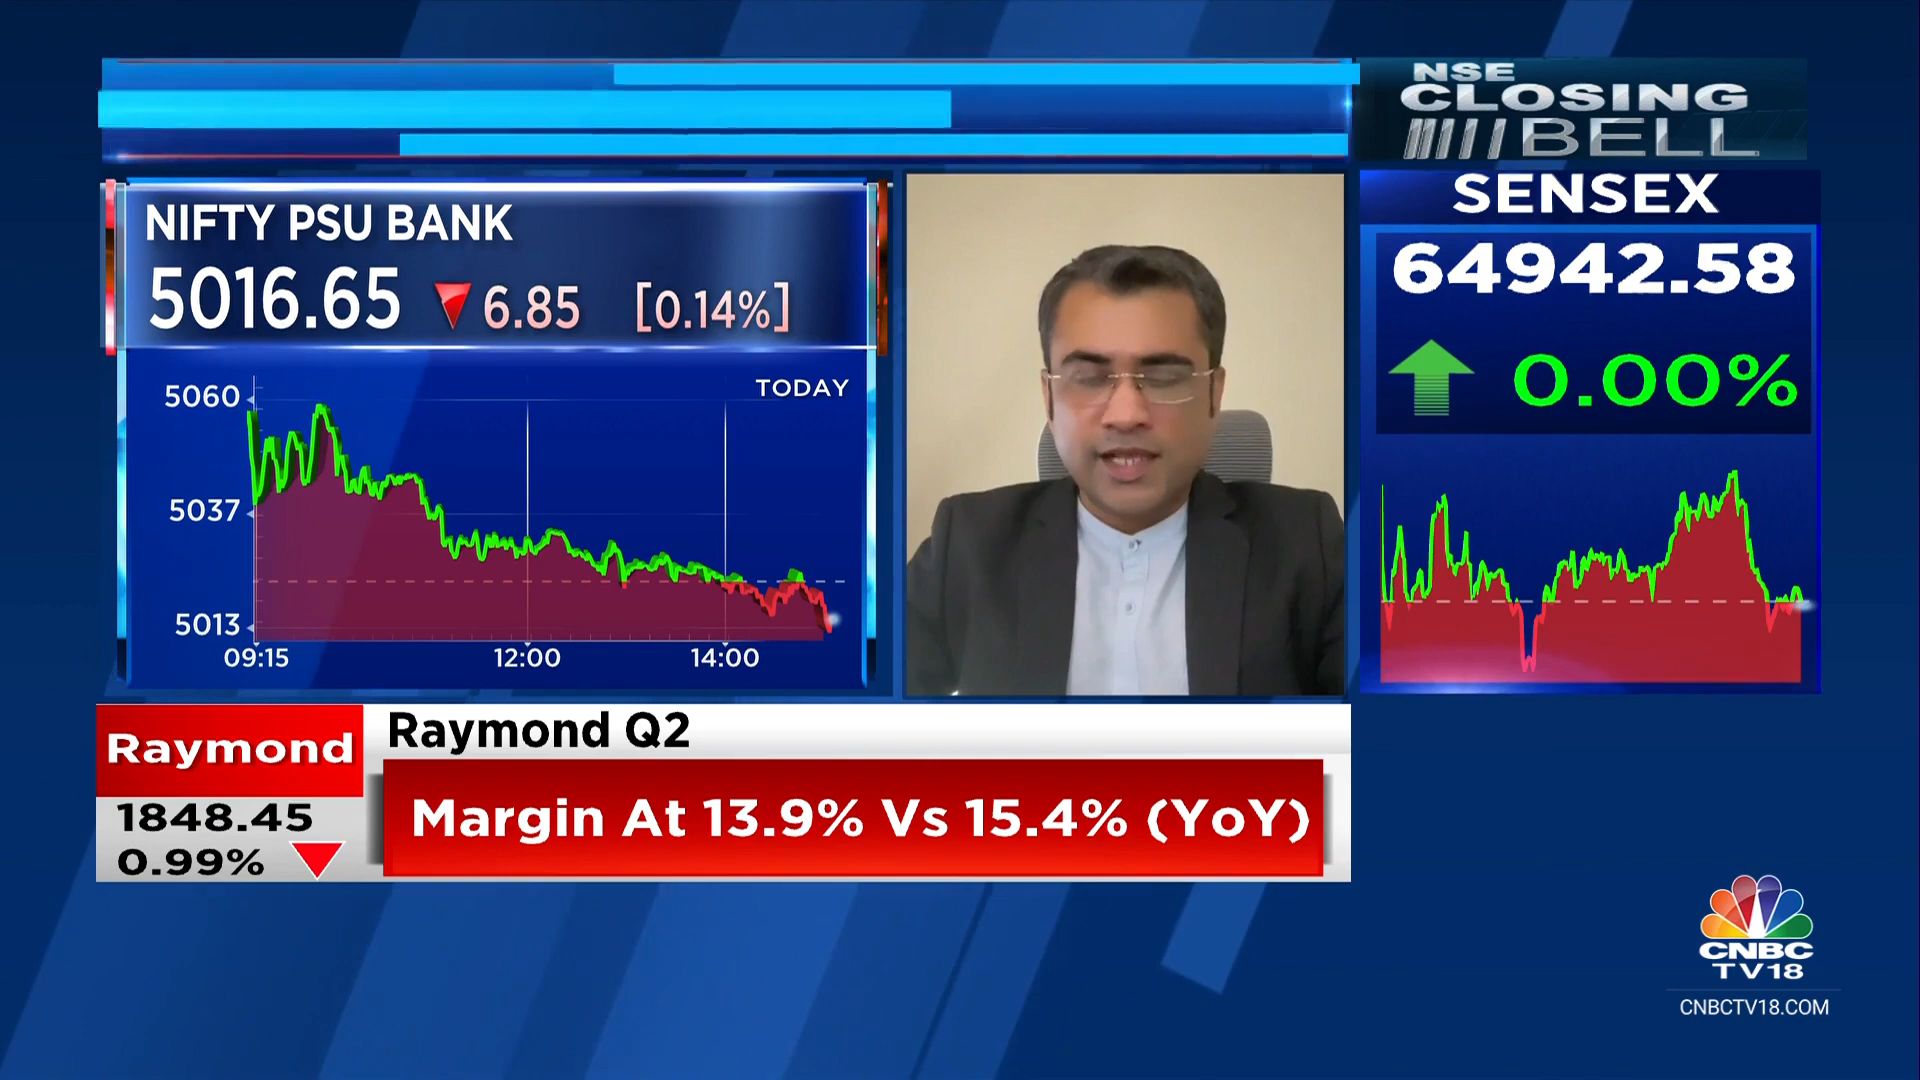 NSE
CLOSING
BELL
NIFTY PSU BANK
5016.65 ▼ 6.85 [0.14%]
TODAY
5060
5037
5013
09:15 12:00 14:00
SENSEX
64942.58
0.00%
Raymond
1848.45
0.99%
Raymond Q2
Margin At 13.9% Vs 15.4% (YoY)
CNBC
TV18
CNBCTV18.COM